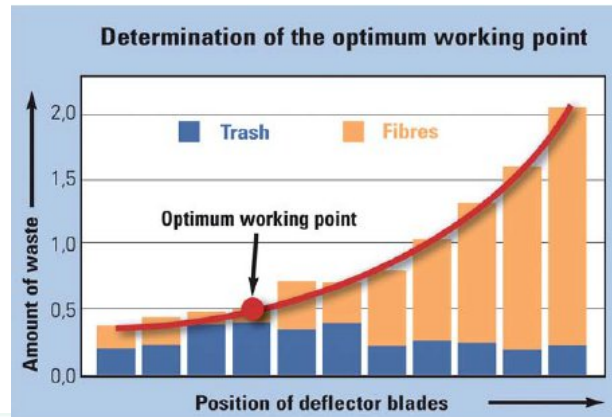 Determination of the optimum working point
2,0
Trash
Fibres
1,5
Optimum working point
1,0
0,5
0,0
Amount of waste
Position of deflector blades